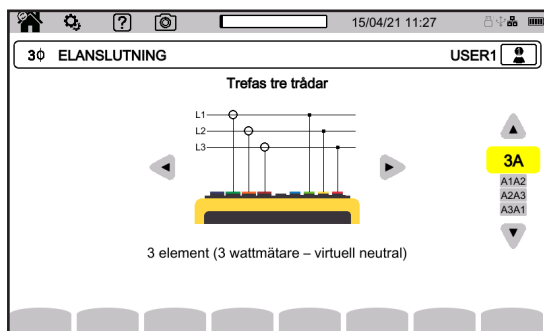 ? 15/04/21 11:27
3Φ ELANSLUTNING USER1
Trefas tre trådar
L1
L2
L3
3A
A1A2
A2A3
A3A1
3 element (3 wattmätare – virtuell neutral)